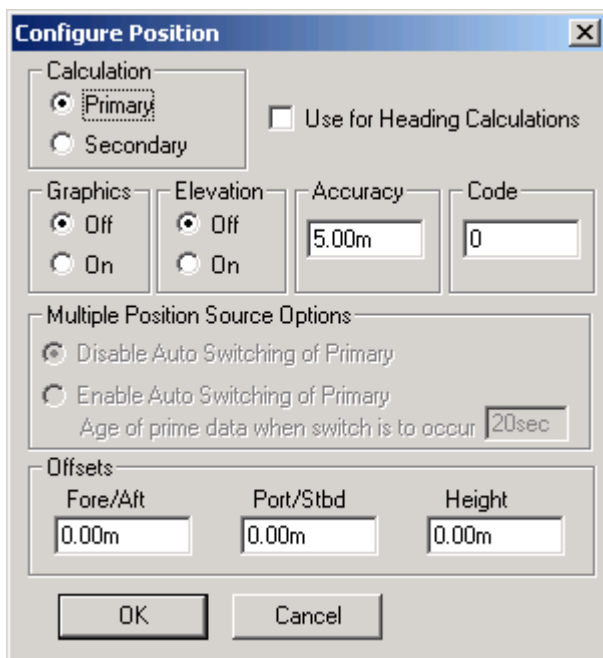 Configure Position
Calculation
Primary
Secondary
Use for Heading Calculations
Graphics
Off
On
Elevation
Off
On
Accuracy
5.00m
Code
0
Multiple Position Source Options
Disable Auto Switching of Primary
Enable Auto Switching of Primary
Age of prime data when switch is to occur 20sec
Offsets
Fore/Aft Port/Stbd Height
0.00m 0.00m 0.00m
OK Cancel